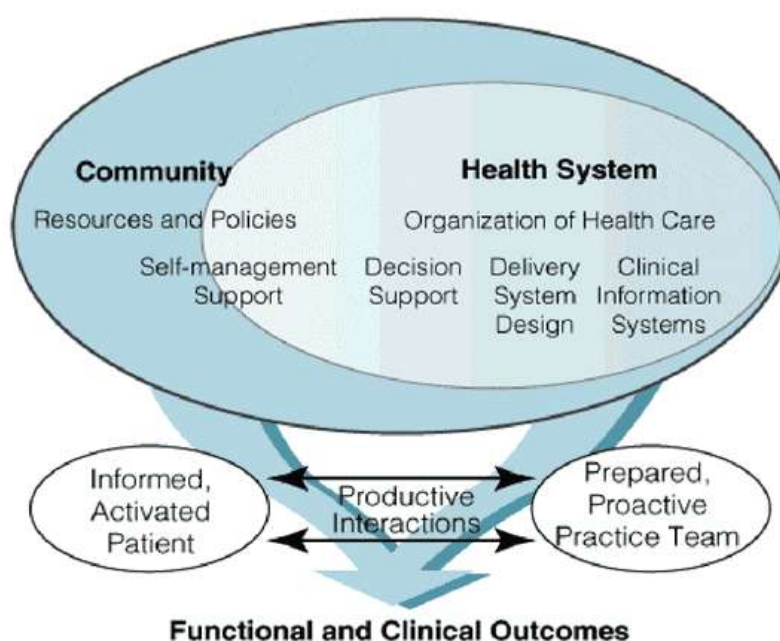 Community
Health System
Resources and Policies
Organization of Health Care
Self-management
Support
Decision
Support
Delivery
System
Design
Clinical
Information
Systems
Informed,
Activated
Patient
Productive
Interactions
Prepared,
Proactive
Practice Team
Functional and Clinical Outcomes